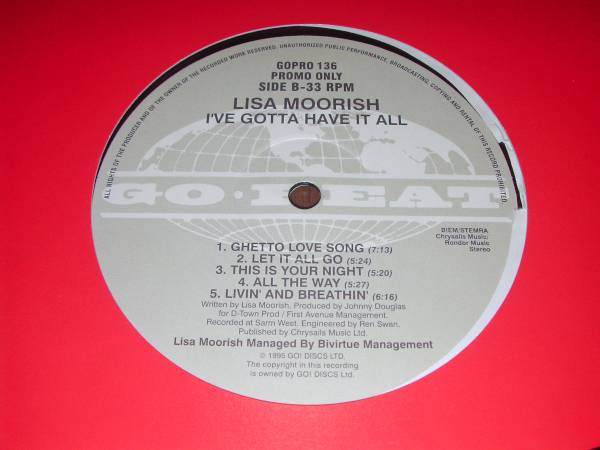 ALL RIGHTS OF THE PRODUCER AND OF THE OWNER OF THE RECORDED WORK RESERVED. UNAUTHORIZED PUBLIC PERFORMANCE, BROADCASTING, COPYING AND RENTAL OF THIS RECORD PROHIBITED.
GOPRO 136
PROMO ONLY
SIDE B-33 RPM
LISA MOORISH
I'VE GOTTA HAVE IT ALL
GO·BEAT
BIEM/STEMRA
Chrysalis Music:
Rondor Music
Stereo
1. GHETTO LOVE SONG (7:13)
2. LET IT ALL GO (5:24)
3. THIS IS YOUR NIGHT (5:20)
4. ALL THE WAY (5:27)
5. LIVIN' AND BREATHIN' (6:16)
Written by Lisa Moorish. Produced by Johnny Douglas
for D-Town Prod / First Avenue Management.
Recorded at Sarm West. Engineered by Ren Swan.
Published by Chrysalis Music Ltd
Lisa Moorish Managed By Bivirtue Management
© 1995 GO! DISCS LTD.
The copyright in this recording
is owned by GO! DISCS Ltd.